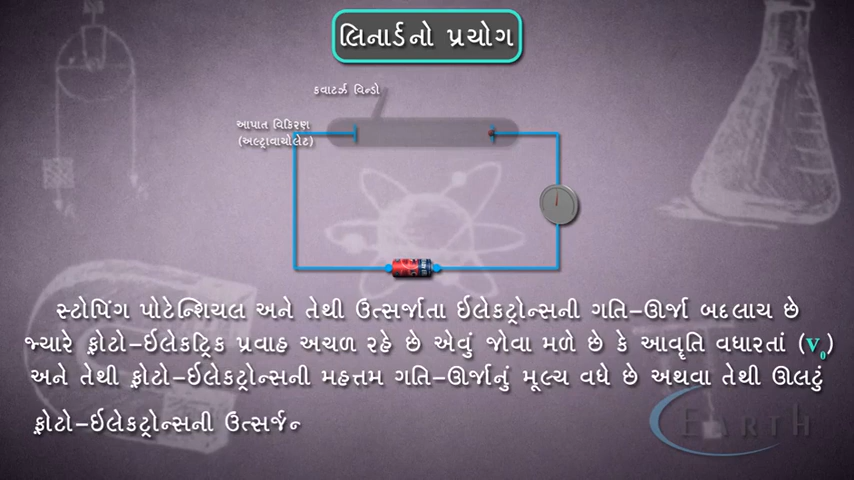 લિનાર્ડનો પ્રયોગ
કવાટર્ઝ વિન્ડો
આપાત વિકિરણ
(અલ્ટ્રાવાયોલેટ)
સ્ટોપિંગ પોટેન્શિયલ અને તેથી ઉત્સર્જાતા ઈલેક્ટ્રોન્સની ગતિ-ઊર્જા બદલાય છે
જ્યારે ફોટો-ઈલેક્ટ્રિક પ્રવાહ અચળ રહે છે એવું જોવા મળે છે કે આવૃતિ વધારતાં (V₀)
અને તેથી ફોટો-ઈલેક્ટ્રોન્સની મહત્તમ ગતિ-ઊર્જાનું મૂલ્ય વધે છે અથવા તેથી ઊલટું
ફોટો-ઈલેક્ટ્રોન્સની ઉત્સર્જન
EARTH